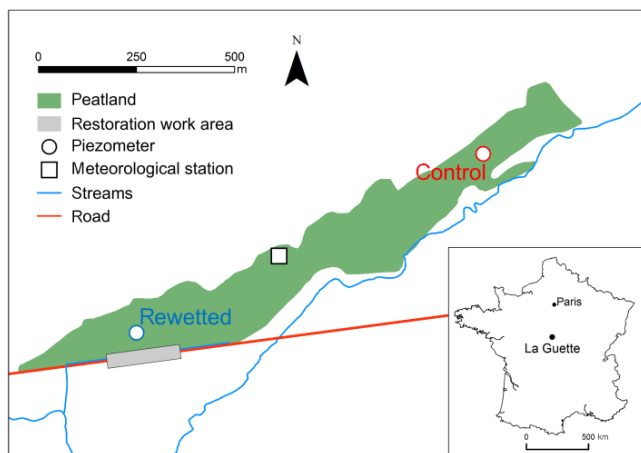 0 250 500
m
N
Peatland
Restoration work area
Piezometer
Meteorological station
Streams
Road
Control
Rewetted
Paris
La Guette
0 500 km